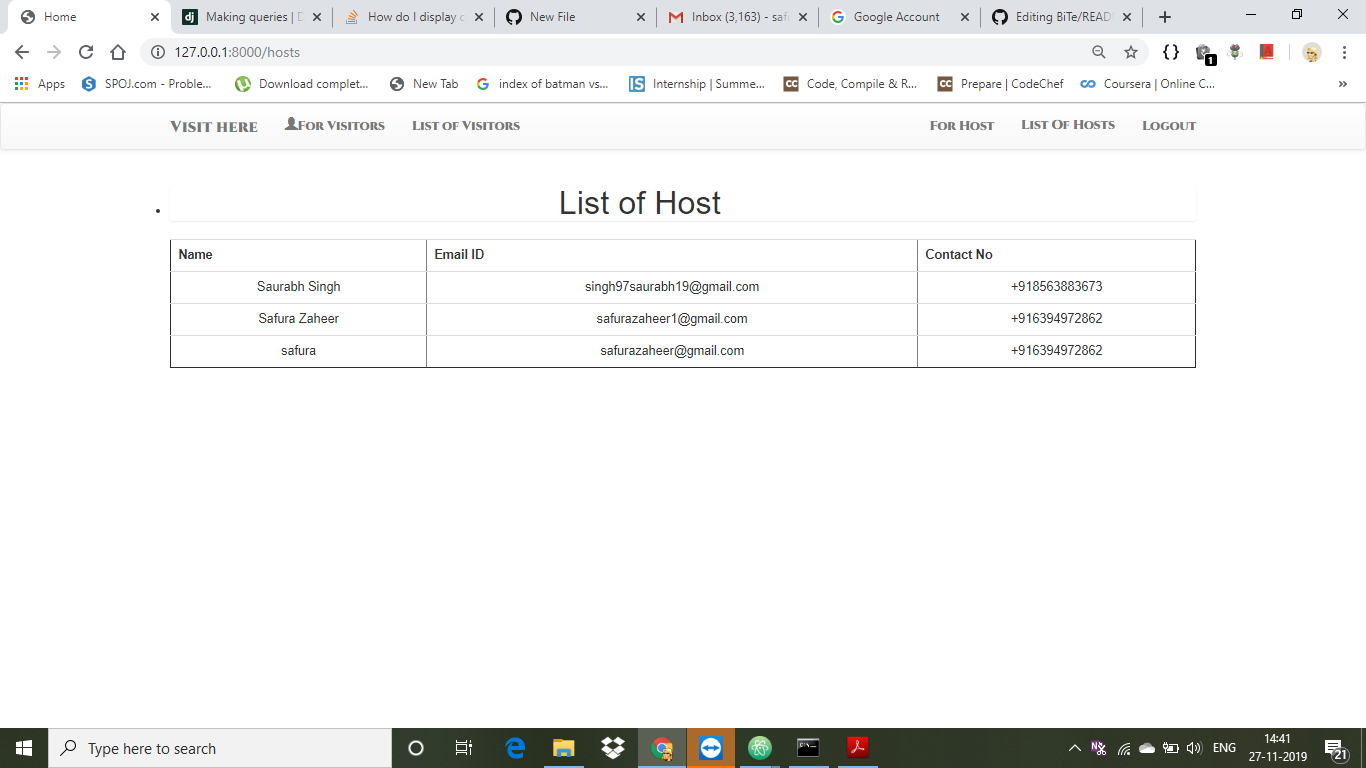 Home
Making queries | D
How do I display c
New File
Inbox (3,163) - saf
Google Account
Editing BiTe/READ
127.0.0.1:8000/hosts
1
Apps
SPOJ.com - Proble...
Download complet...
New Tab
index of batman vs...
Internship | Summe...
Code, Compile & R...
Prepare | CodeChef
Coursera | Online C...
»
Visit here
For Visitors
List of Visitors
For Host
List Of Hosts
Logout
List of Host
Name Email ID Contact No
Saurabh Singh singh97saurabh19@gmail.com +918563883673
Safura Zaheer safurazaheer1@gmail.com +916394972862
safura safurazaheer@gmail.com +916394972862
Type here to search
ENG
14:41
27-11-2019
21